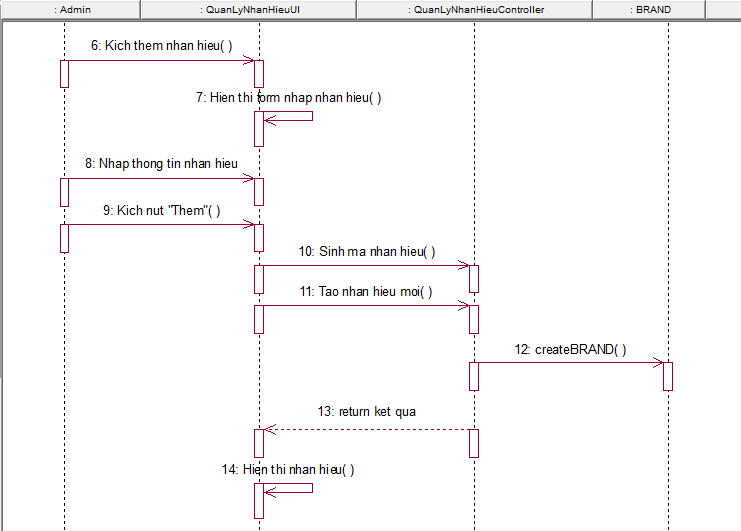 : Admin
: QuanLyNhanHieuUI
: QuanLyNhanHieuController
: BRAND
6: Kich them nhan hieu( )
7: Hien thi form nhap nhan hieu( )
8: Nhap thong tin nhan hieu
9: Kich nut "Them"( )
10: Sinh ma nhan hieu( )
11: Tao nhan hieu moi( )
12: createBRAND( )
13: return ket qua
14: Hien thi nhan hieu( )